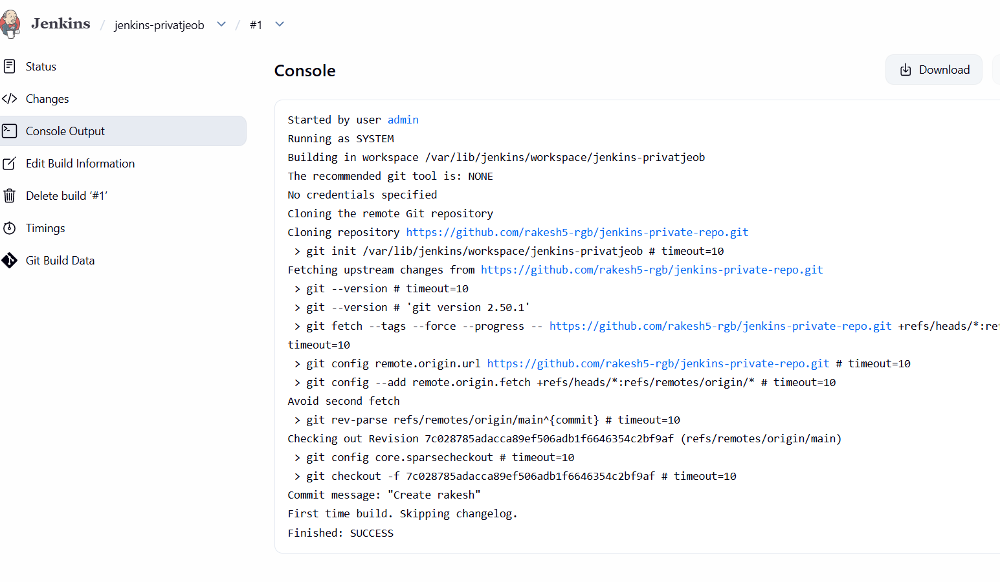 Jenkins / jenkins-privatjeob / #1
Status
Changes
Console Output
Edit Build Information
Delete build ‘#1’
Timings
Git Build Data
Console
Download
Started by user admin
Running as SYSTEM
Building in workspace /var/lib/jenkins/workspace/jenkins-privatjeob
The recommended git tool is: NONE
No credentials specified
Cloning the remote Git repository
Cloning repository https://github.com/rakesh5-rgb/jenkins-private-repo.git
> git init /var/lib/jenkins/workspace/jenkins-privatjeob # timeout=10
Fetching upstream changes from https://github.com/rakesh5-rgb/jenkins-private-repo.git
> git --version # timeout=10
> git --version # 'git version 2.50.1'
> git fetch --tags --force --progress -- https://github.com/rakesh5-rgb/jenkins-private-repo.git +refs/heads/*:re
timeout=10
> git config remote.origin.url https://github.com/rakesh5-rgb/jenkins-private-repo.git # timeout=10
> git config --add remote.origin.fetch +refs/heads/*:refs/remotes/origin/* # timeout=10
Avoid second fetch
> git rev-parse refs/remotes/origin/main^{commit} # timeout=10
Checking out Revision 7c028785adacca89ef506adb1f6646354c2bf9af (refs/remotes/origin/main)
> git config core.sparsecheckout # timeout=10
> git checkout -f 7c028785adacca89ef506adb1f6646354c2bf9af # timeout=10
Commit message: "Create rakesh"
First time build. Skipping changelog.
Finished: SUCCESS